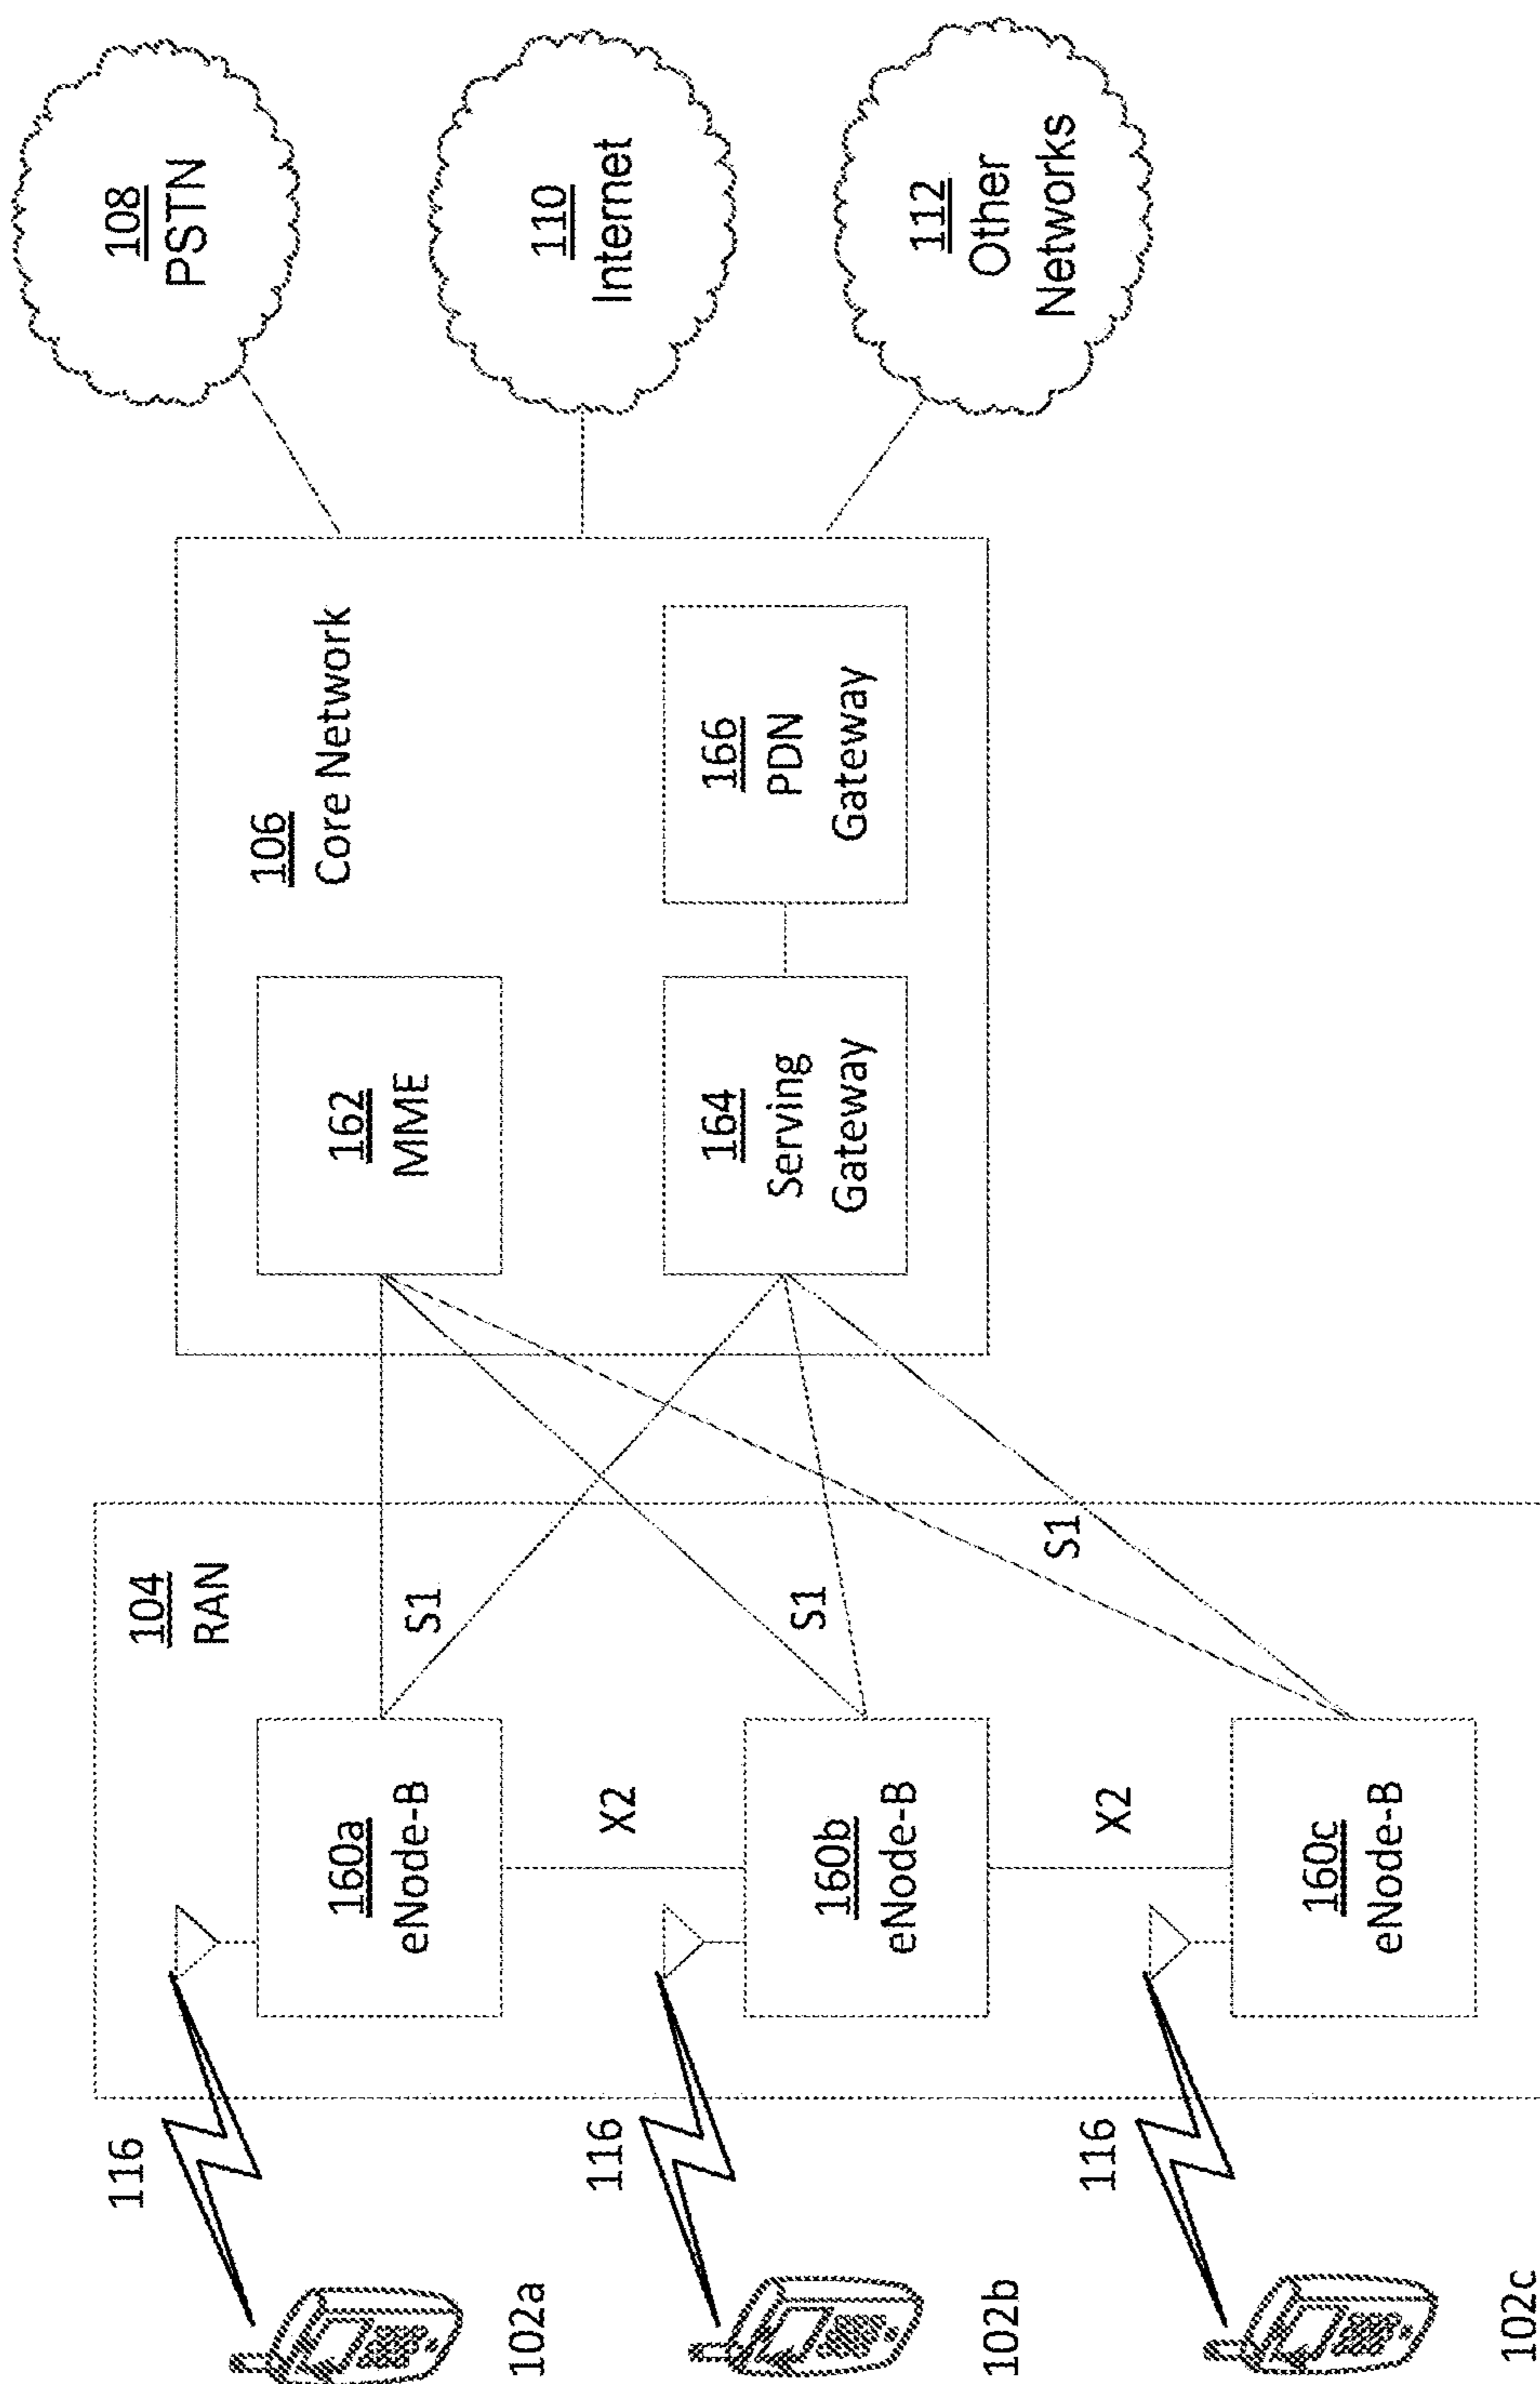 116
102a
116
102b
116
102c
104
RAN
160a
eNode-B
X2
160b
eNode-B
X2
160c
eNode-B
S1
S1
S1
106
Core Network
162
MME
164
Serving
Gateway
166
PDN
Gateway
108
PSTN
110
Internet
112
Other
Networks